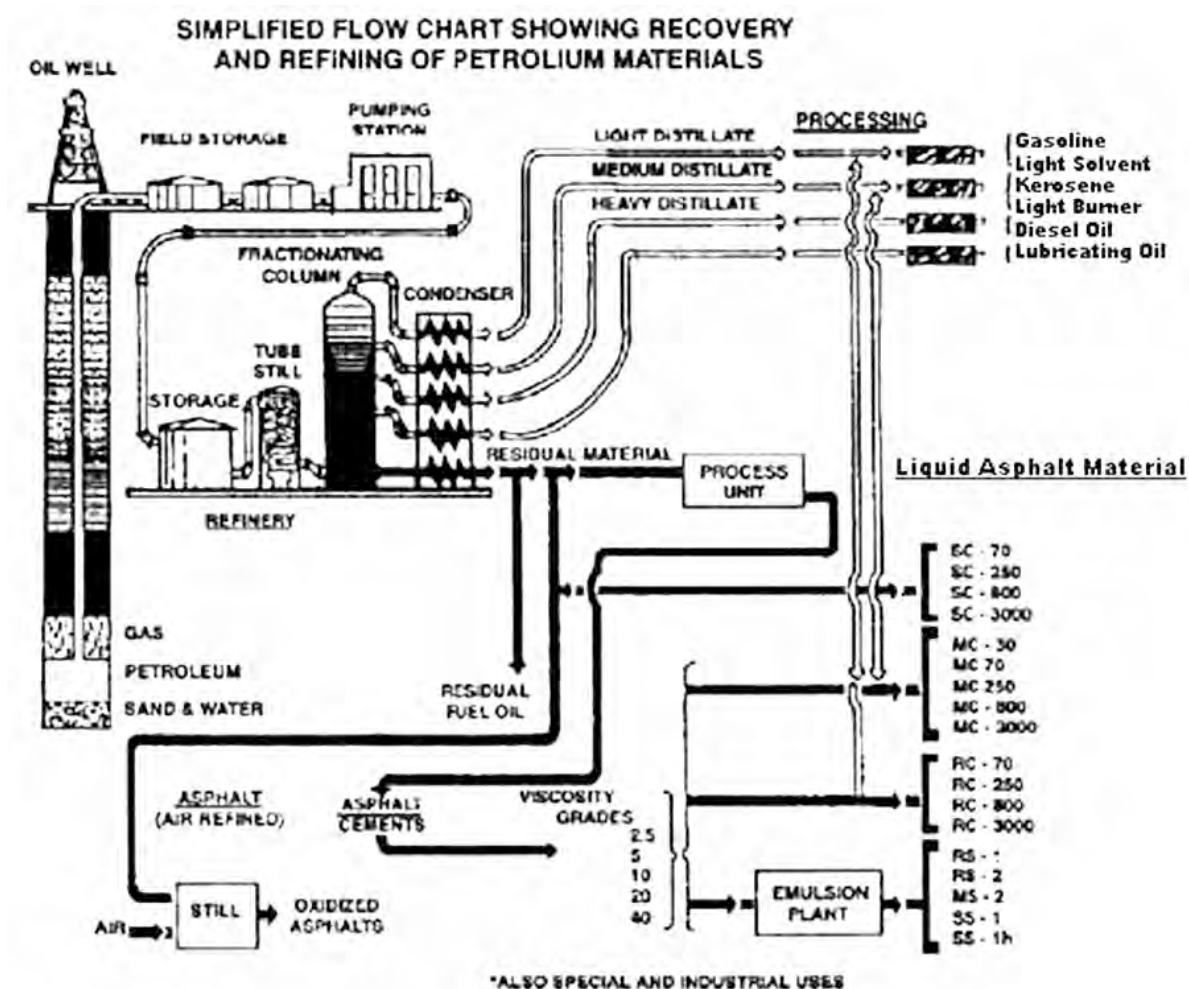 SIMPLIFIED FLOW CHART SHOWING RECOVERY
AND REFINING OF PETROLIUM MATERIALS
OIL WELL
FIELD STORAGE
PUMPING
STATION
LIGHT DISTILLATE
MEDIUM DISTILLATE
HEAVY DISTILLATE
PROCESSING
Gasoline
Light Solvent
Kerosene
Light Burner
Diesel Oil
Lubricating Oil
FRACTIONATING
COLUMN
CONDENSER
TUBE
STILL
STORAGE
REFINERY
RESIDUAL MATERIAL
PROCESS
UNIT
Liquid Asphalt Material
SC - 70
SC - 250
SC - 800
SC - 3000
GAS
PETROLEUM
SAND & WATER
RESIDUAL
FUEL OIL
MC - 30
MC 70
MC 250
MC - 800
MC - 3000
ASPHALT
(AIR REFINED)
ASPHALT
CEMENTS
VISCOSITY
GRADES
2.5
5
10
20
40
RC - 70
RC - 250
RC - 800
RC - 3000
AIR
STILL
OXIDIZED
ASPHALTS
EMULSION
PLANT
RS - 1
RS - 2
MS - 2
SS - 1
SS - 1h
*ALSO SPECIAL AND INDUSTRIAL USES